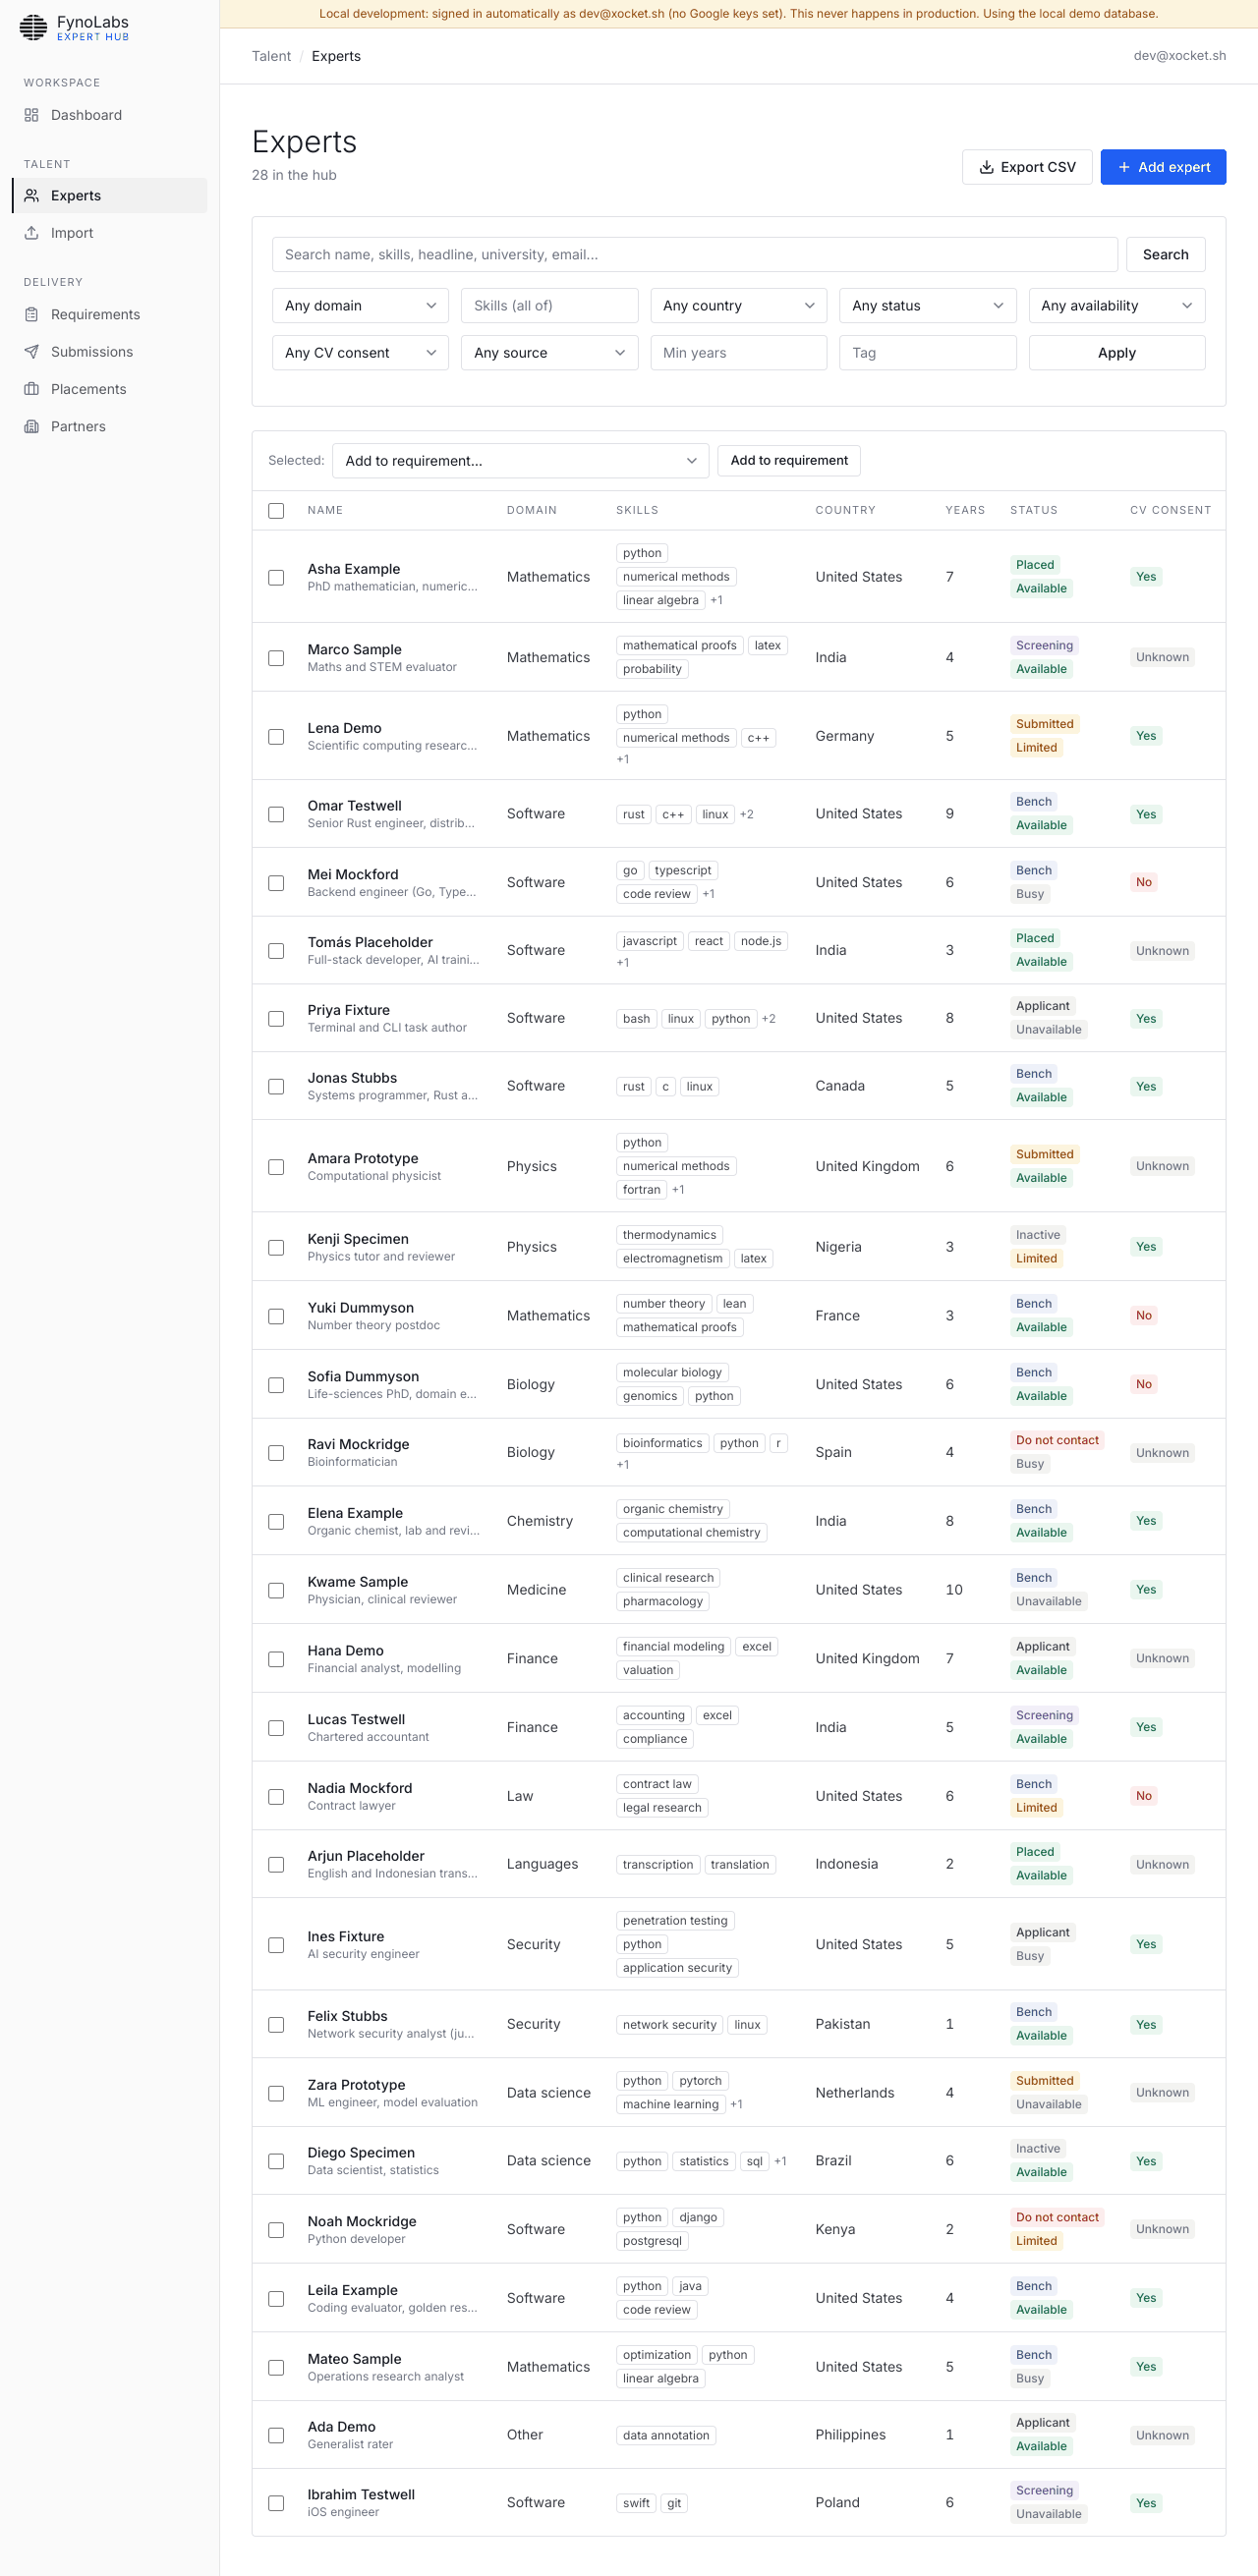 FynoLabs
EXPERT HUB
WORKSPACE
Dashboard
TALENT
Experts
Import
DELIVERY
Requirements
Submissions
Placements
Partners
Local development: signed in automatically as dev@xocket.sh (no Google keys set). This never happens in production. Using the local demo database.
Talent / Experts
dev@xocket.sh
Experts
28 in the hub
Export CSV
+ Add expert
Search name, skills, headline, university, email...
Search
Any domain
Skills (all of)
Any country
Any status
Any availability
Any CV consent
Any source
Min years
Tag
Apply
Selected:
Add to requirement...
Add to requirement
NAME DOMAIN SKILLS COUNTRY YEARS STATUS CV CONSENT
Asha Example
PhD mathematician, numeric...
Mathematics
python
numerical methods
linear algebra +1
United States
7
Placed
Available
Yes
Marco Sample
Maths and STEM evaluator
Mathematics
mathematical proofs latex
probability
India
4
Screening
Available
Unknown
Lena Demo
Scientific computing researc...
Mathematics
python
numerical methods c++
+1
Germany
5
Submitted
Limited
Yes
Omar Testwell
Senior Rust engineer, distrib...
Software
rust c++ linux +2
United States
9
Bench
Available
Yes
Mei Mockford
Backend engineer (Go, Type...
Software
go typescript
code review +1
United States
6
Bench
Busy
No
Tomás Placeholder
Full-stack developer, AI traini...
Software
javascript react node.js
+1
India
3
Placed
Available
Unknown
Priya Fixture
Terminal and CLI task author
Software
bash linux python +2
United States
8
Applicant
Unavailable
Yes
Jonas Stubbs
Systems programmer, Rust a...
Software
rust c linux
Canada
5
Bench
Available
Yes
Amara Prototype
Computational physicist
Physics
python
numerical methods
fortran +1
United Kingdom
6
Submitted
Available
Unknown
Kenji Specimen
Physics tutor and reviewer
Physics
thermodynamics
electromagnetism latex
Nigeria
3
Inactive
Limited
Yes
Yuki Dummyson
Number theory postdoc
Mathematics
number theory lean
mathematical proofs
France
3
Bench
Available
No
Sofia Dummyson
Life-sciences PhD, domain e...
Biology
molecular biology
genomics python
United States
6
Bench
Available
No
Ravi Mockridge
Bioinformatician
Biology
bioinformatics python r
+1
Spain
4
Do not contact
Busy
Unknown
Elena Example
Organic chemist, lab and revi...
Chemistry
organic chemistry
computational chemistry
India
8
Bench
Available
Yes
Kwame Sample
Physician, clinical reviewer
Medicine
clinical research
pharmacology
United States
10
Bench
Unavailable
Yes
Hana Demo
Financial analyst, modelling
Finance
financial modeling excel
valuation
United Kingdom
7
Applicant
Available
Unknown
Lucas Testwell
Chartered accountant
Finance
accounting excel
compliance
India
5
Screening
Available
Yes
Nadia Mockford
Contract lawyer
Law
contract law
legal research
United States
6
Bench
Limited
No
Arjun Placeholder
English and Indonesian trans...
Languages
transcription translation
Indonesia
2
Placed
Available
Unknown
Ines Fixture
AI security engineer
Security
penetration testing
python
application security
United States
5
Applicant
Busy
Yes
Felix Stubbs
Network security analyst (ju...
Security
network security linux
Pakistan
1
Bench
Available
Yes
Zara Prototype
ML engineer, model evaluation
Data science
python pytorch
machine learning +1
Netherlands
4
Submitted
Unavailable
Unknown
Diego Specimen
Data scientist, statistics
Data science
python statistics sql +1
Brazil
6
Inactive
Available
Yes
Noah Mockridge
Python developer
Software
python django
postgresql
Kenya
2
Do not contact
Limited
Unknown
Leila Example
Coding evaluator, golden res...
Software
python java
code review
United States
4
Bench
Available
Yes
Mateo Sample
Operations research analyst
Mathematics
optimization python
linear algebra
United States
5
Bench
Busy
Yes
Ada Demo
Generalist rater
Other
data annotation
Philippines
1
Applicant
Available
Unknown
Ibrahim Testwell
iOS engineer
Software
swift git
Poland
6
Screening
Unavailable
Yes